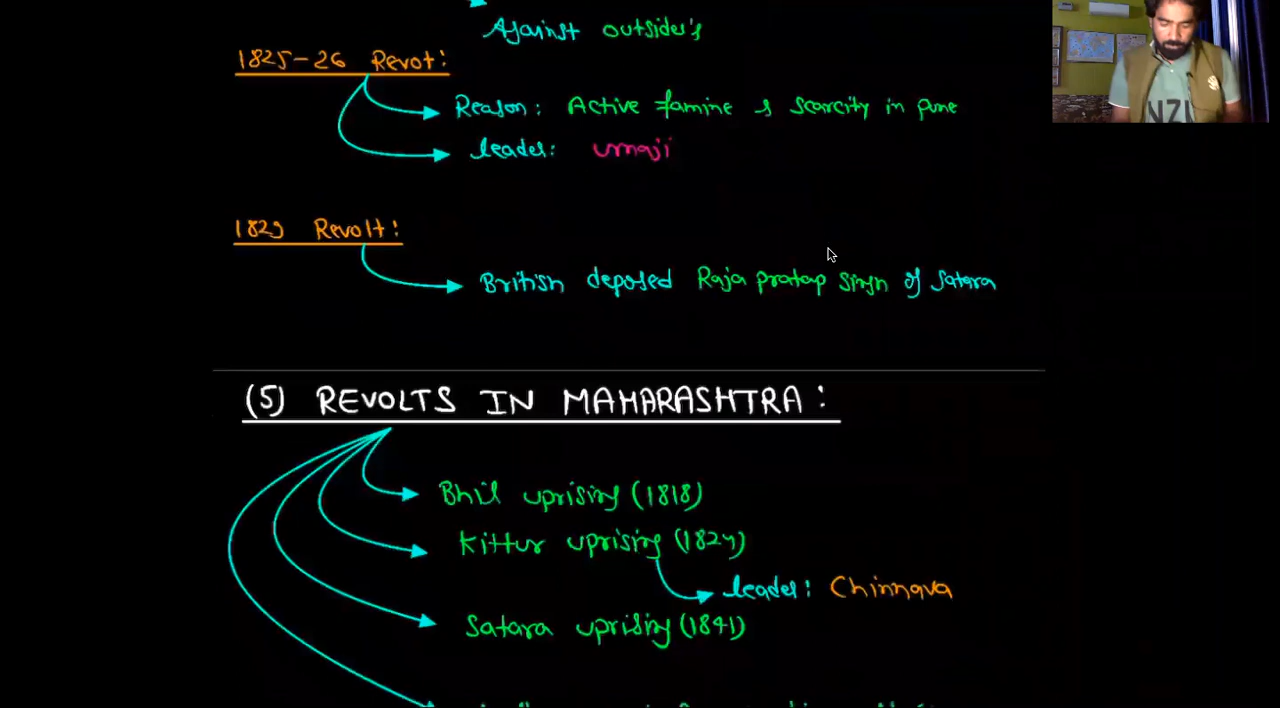 Against outsider's
1825-26 Revot:
Reason: Active famine & scarcity in pune
leader: umaji
1829 Revolt:
British deposed Raja pratap singh of Satara
(5) REVOLTS IN MAHARASHTRA:
Bhil uprising (1818)
Kittur uprising (1824)
leader: Chinnava
Satara uprising (1841)